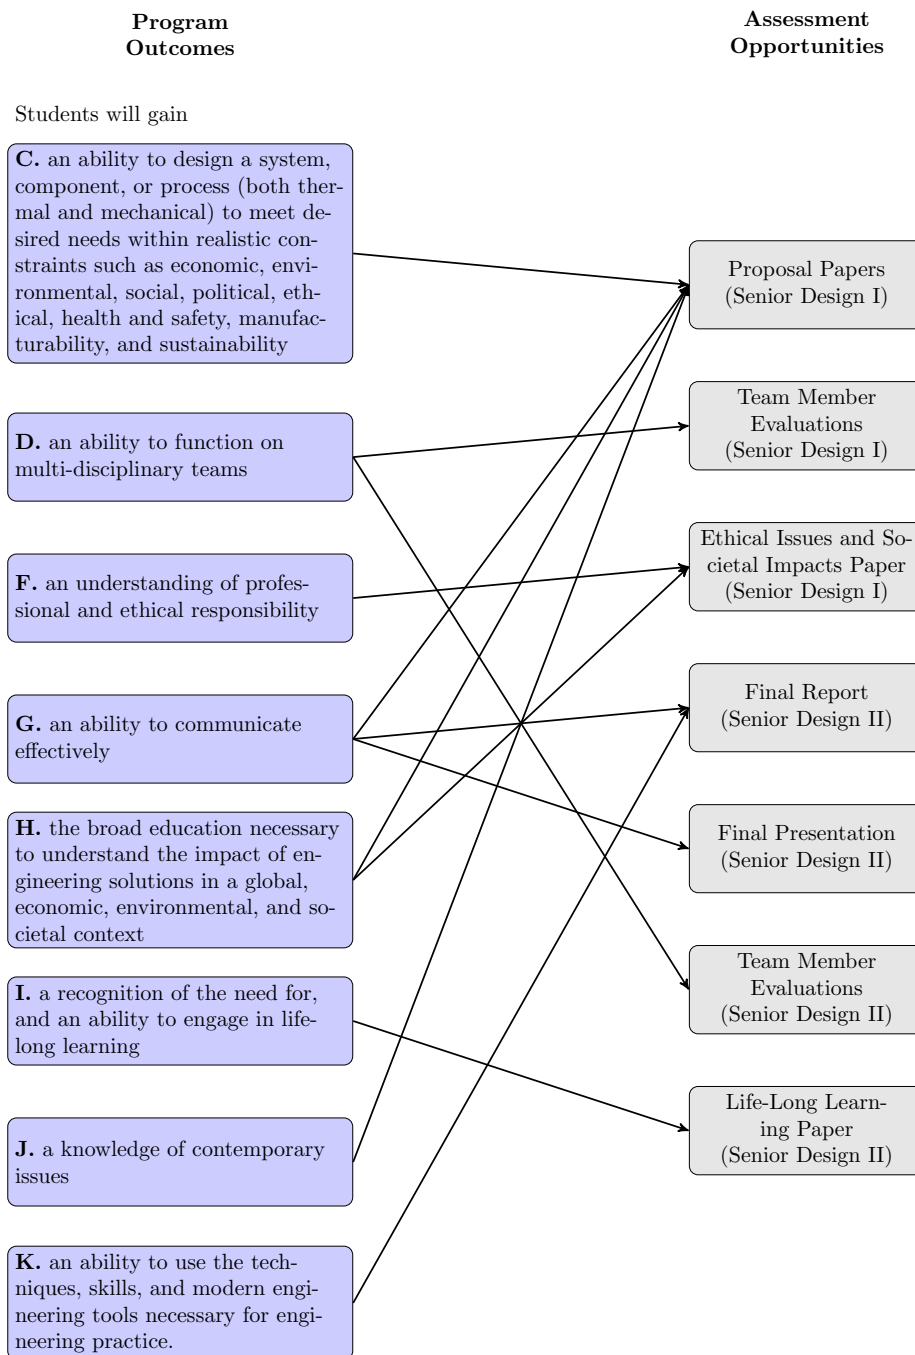 Program
Outcomes
Assessment
Opportunities
Students will gain
C. an ability to design a system,
component, or process (both ther-
mal and mechanical) to meet de-
sired needs within realistic con-
straints such as economic, envi-
ronmental, social, political, eth-
ical, health and safety, manufac-
turability, and sustainability
D. an ability to function on
multi-disciplinary teams
F. an understanding of profes-
sional and ethical responsibility
G. an ability to communicate
effectively
H. the broad education necessary
to understand the impact of en-
gineering solutions in a global,
economic, environmental, and so-
cietal context
I. a recognition of the need for,
and an ability to engage in life-
long learning
J. a knowledge of contemporary
issues
K. an ability to use the tech-
niques, skills, and modern engi-
neering tools necessary for engi-
neering practice.
Proposal Papers
(Senior Design I)
Team Member
Evaluations
(Senior Design I)
Ethical Issues and So-
cietal Impacts Paper
(Senior Design I)
Final Report
(Senior Design II)
Final Presentation
(Senior Design II)
Team Member
Evaluations
(Senior Design II)
Life-Long Learn-
ing Paper
(Senior Design II)